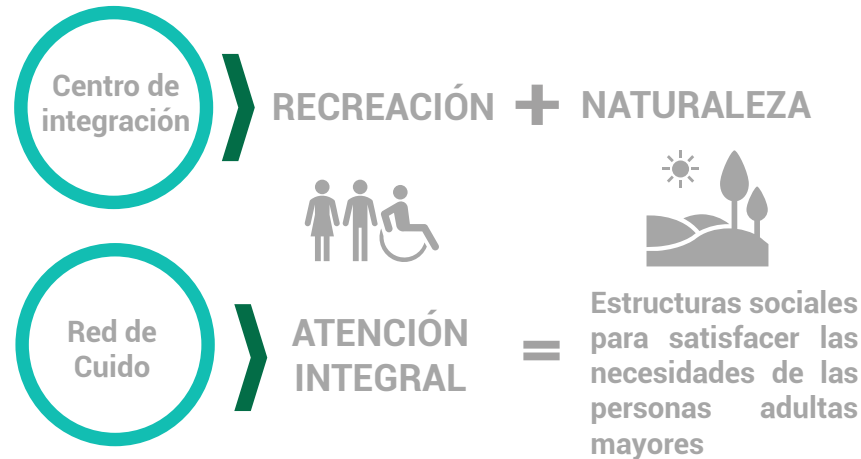 Centro de
integración
RECREACIÓN + NATURALEZA
Red de
Cuido
ATENCIÓN
INTEGRAL
=
Estructuras sociales
para satisfacer las
necesidades de las
personas adultas
mayores